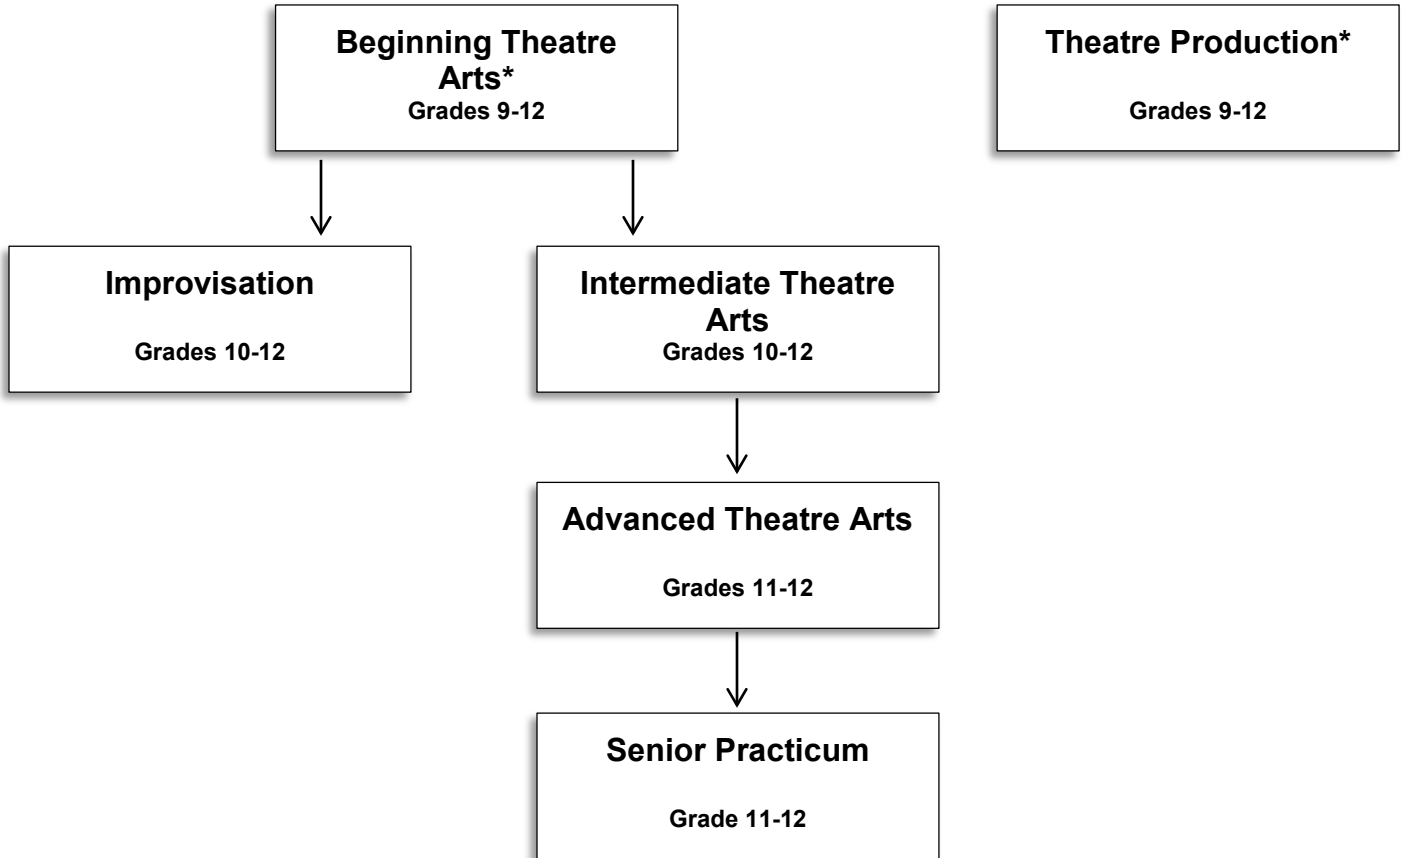 Beginning Theatre
Arts*
Grades 9-12
Theatre Production*
Grades 9-12
Improvisation
Grades 10-12
Intermediate Theatre
Arts
Grades 10-12
Advanced Theatre Arts
Grades 11-12
Senior Practicum
Grade 11-12